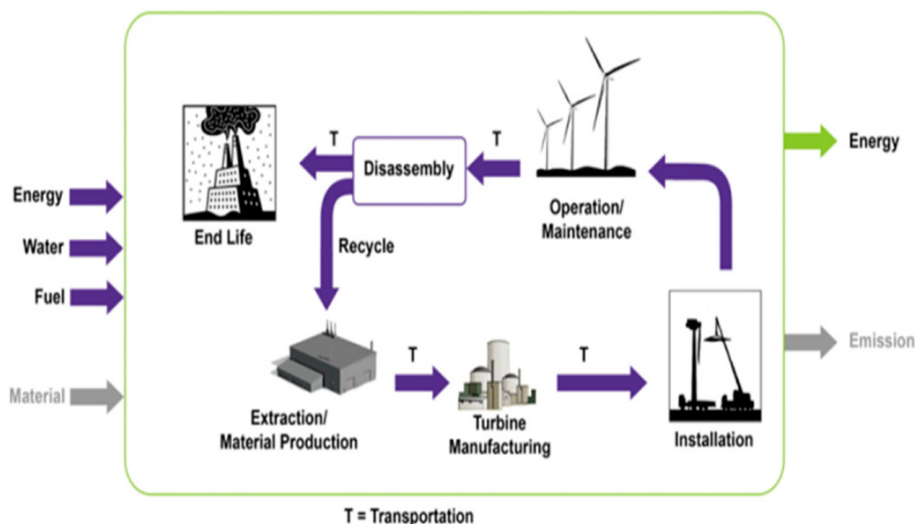 T
T
Disassembly
Energy
Energy
Operation/
Maintenance
End Life
Water
Recycle
Fuel
T
T
Emission
Material
Extraction/
Material Production
Turbine
Manufacturing
Installation
T = Transportation